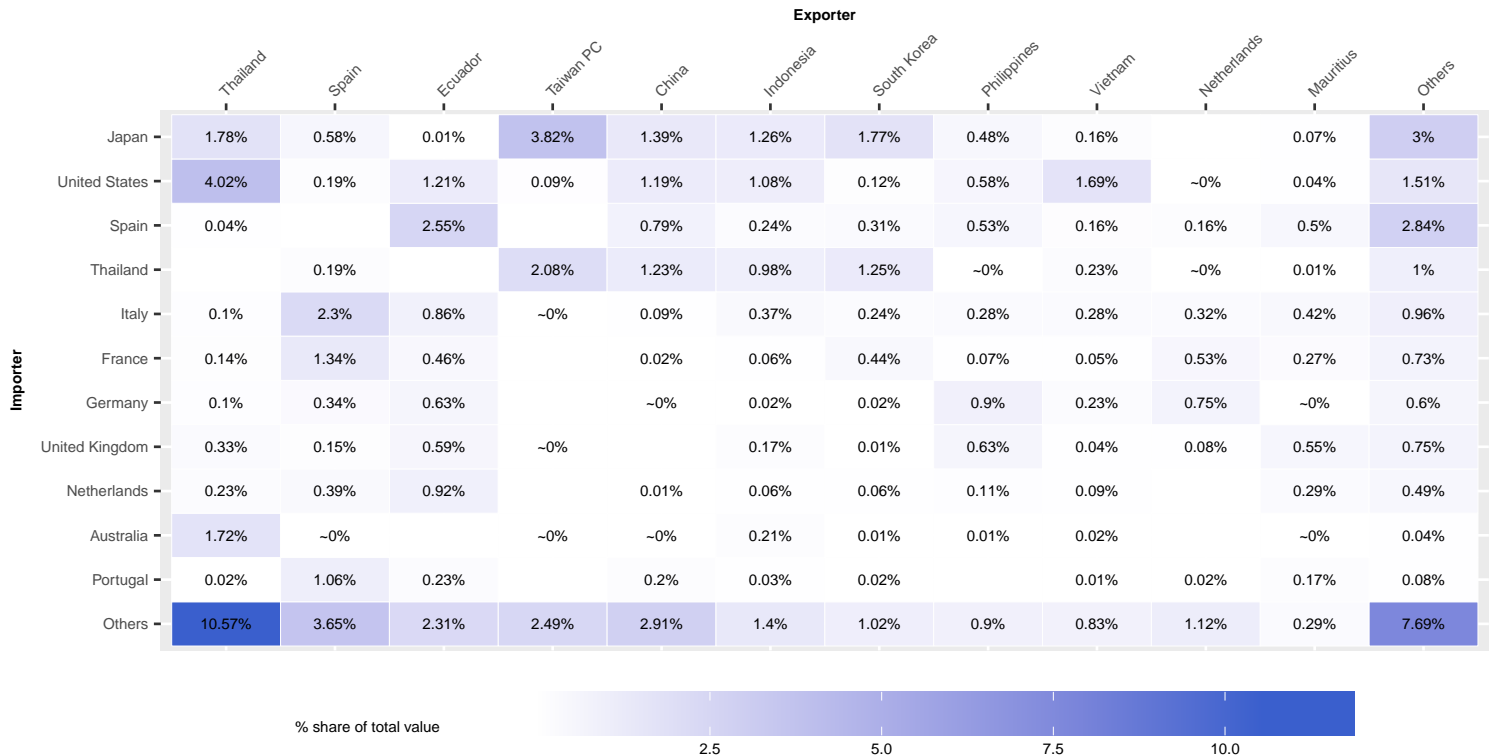 Exporter
Thailand Spain Ecuador Taiwan PC China Indonesia South Korea Philippines Vietnam Netherlands Mauritius Others
Importer
Japan 1.78% 0.58% 0.01% 3.82% 1.39% 1.26% 1.77% 0.48% 0.16% 0.07% 3%
United States 4.02% 0.19% 1.21% 0.09% 1.19% 1.08% 0.12% 0.58% 1.69% ~0% 0.04% 1.51%
Spain 0.04% 2.55% 0.79% 0.24% 0.31% 0.53% 0.16% 0.16% 0.5% 2.84%
Thailand 0.19% 2.08% 1.23% 0.98% 1.25% ~0% 0.23% ~0% 0.01% 1%
Italy 0.1% 2.3% 0.86% ~0% 0.09% 0.37% 0.24% 0.28% 0.28% 0.32% 0.42% 0.96%
France 0.14% 1.34% 0.46% 0.02% 0.06% 0.44% 0.07% 0.05% 0.53% 0.27% 0.73%
Germany 0.1% 0.34% 0.63% ~0% 0.02% 0.02% 0.9% 0.23% 0.75% ~0% 0.6%
United Kingdom 0.33% 0.15% 0.59% ~0% 0.17% 0.01% 0.63% 0.04% 0.08% 0.55% 0.75%
Netherlands 0.23% 0.39% 0.92% 0.01% 0.06% 0.06% 0.11% 0.09% 0.29% 0.49%
Australia 1.72% ~0% ~0% ~0% 0.21% 0.01% 0.01% 0.02% ~0% 0.04%
Portugal 0.02% 1.06% 0.23% 0.2% 0.03% 0.02% 0.01% 0.02% 0.17% 0.08%
Others 10.57% 3.65% 2.31% 2.49% 2.91% 1.4% 1.02% 0.9% 0.83% 1.12% 0.29% 7.69%
% share of total value
2.5 5.0 7.5 10.0